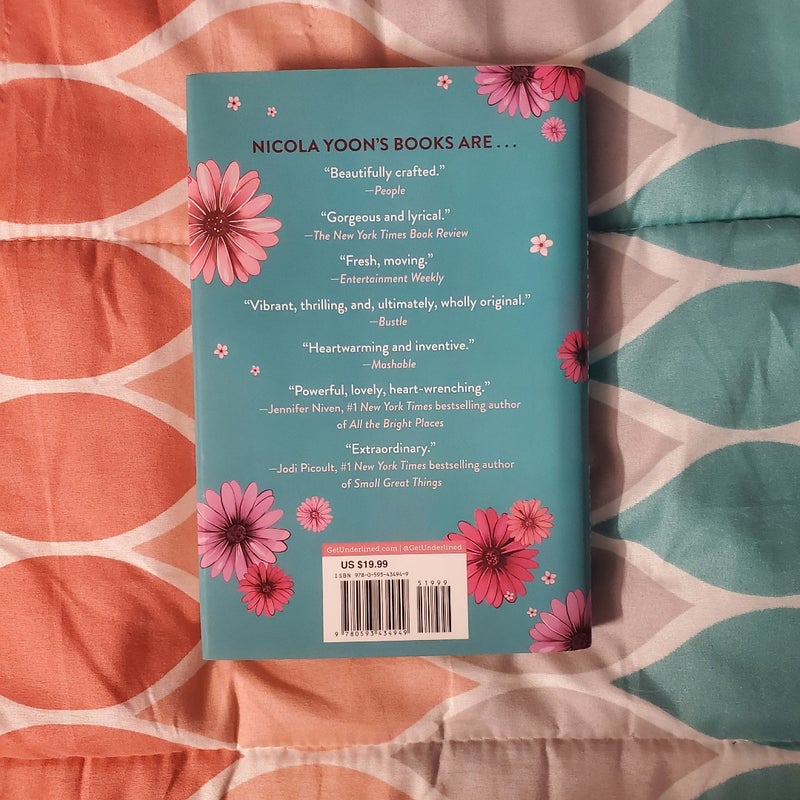 NICOLA YOON'S BOOKS ARE . . .
“Beautifully crafted.”
—People
“Gorgeous and lyrical.”
—The New York Times Book Review
“Fresh, moving.”
—Entertainment Weekly
“Vibrant, thrilling, and, ultimately, wholly original.”
—Bustle
“Heartwarming and inventive.”
—Mashable
“Powerful, lovely, heart-wrenching.”
—Jennifer Niven, #1 New York Times bestselling author
of All the Bright Places
“Extraordinary.”
—Jodi Picoult, #1 New York Times bestselling author
of Small Great Things
GetUnderlined.com | @GetUnderlined
US $19.99
ISBN 978-0-593-43494-9
51999
9 780593 434949